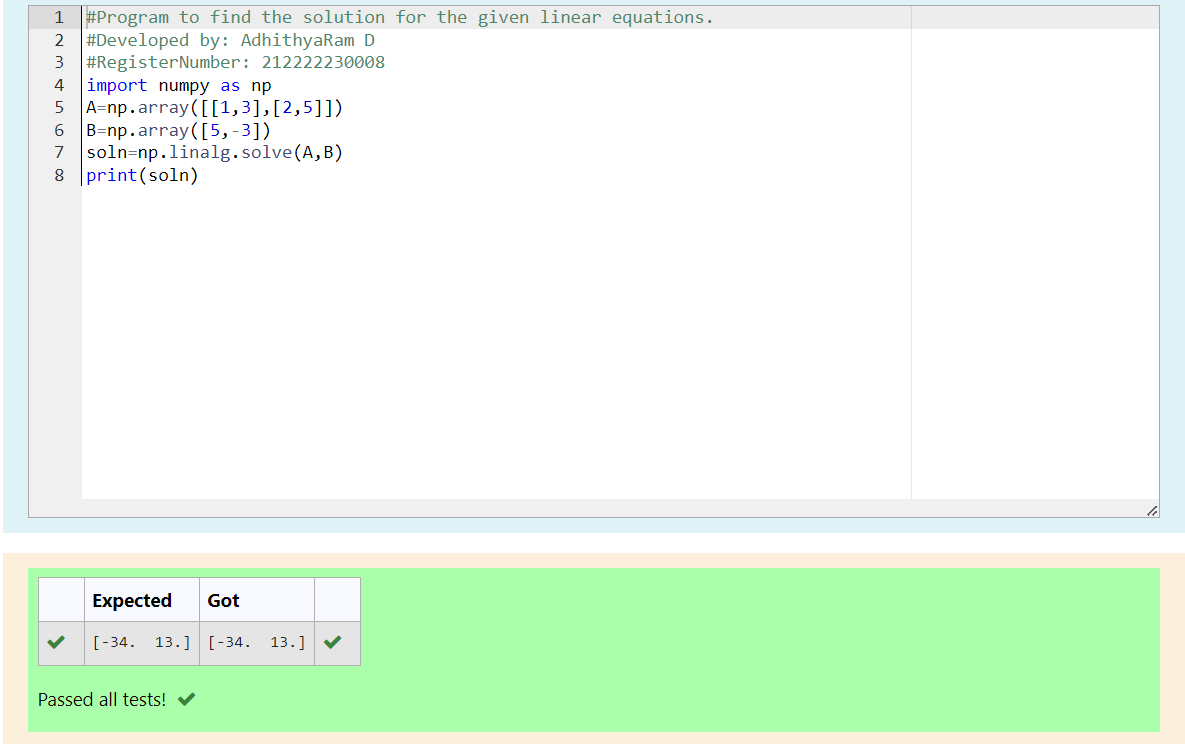 1 #Program to find the solution for the given linear equations.
2 #Developed by: AdhithyaRam D
3 #RegisterNumber: 212222230008
4 import numpy as np
5 A=np.array([[1,3],[2,5]])
6 B=np.array([5,-3])
7 soln=np.linalg.solve(A,B)
8 print(soln)
Expected Got
[-34.  13.] [-34.  13.]
Passed all tests!